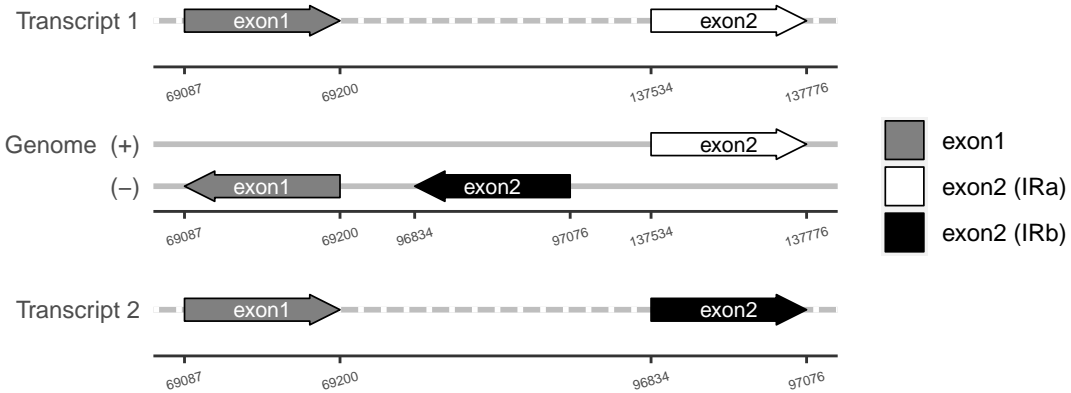 Transcript 1 exon1 exon2
69087 69200 137534 137776
Genome (+) exon2
(−) exon1 exon2
69087 69200 96834 97076 137534 137776
Transcript 2 exon1 exon2
69087 69200 96834 97076
exon1
exon2 (IRa)
exon2 (IRb)